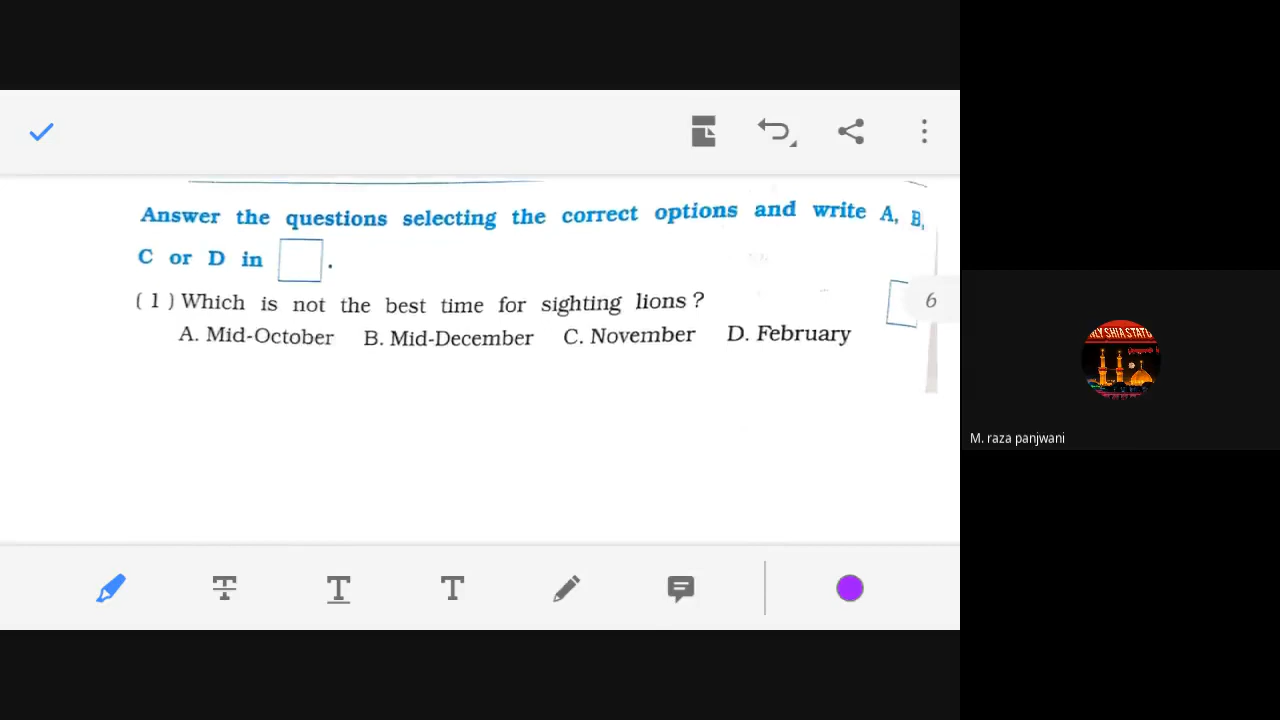 Answer the questions selecting the correct options and write A, B,
C or D in .
( 1 ) Which is not the best time for sighting lions ?
6
A. Mid-October B. Mid-December C. November D. February
M. raza panjwani